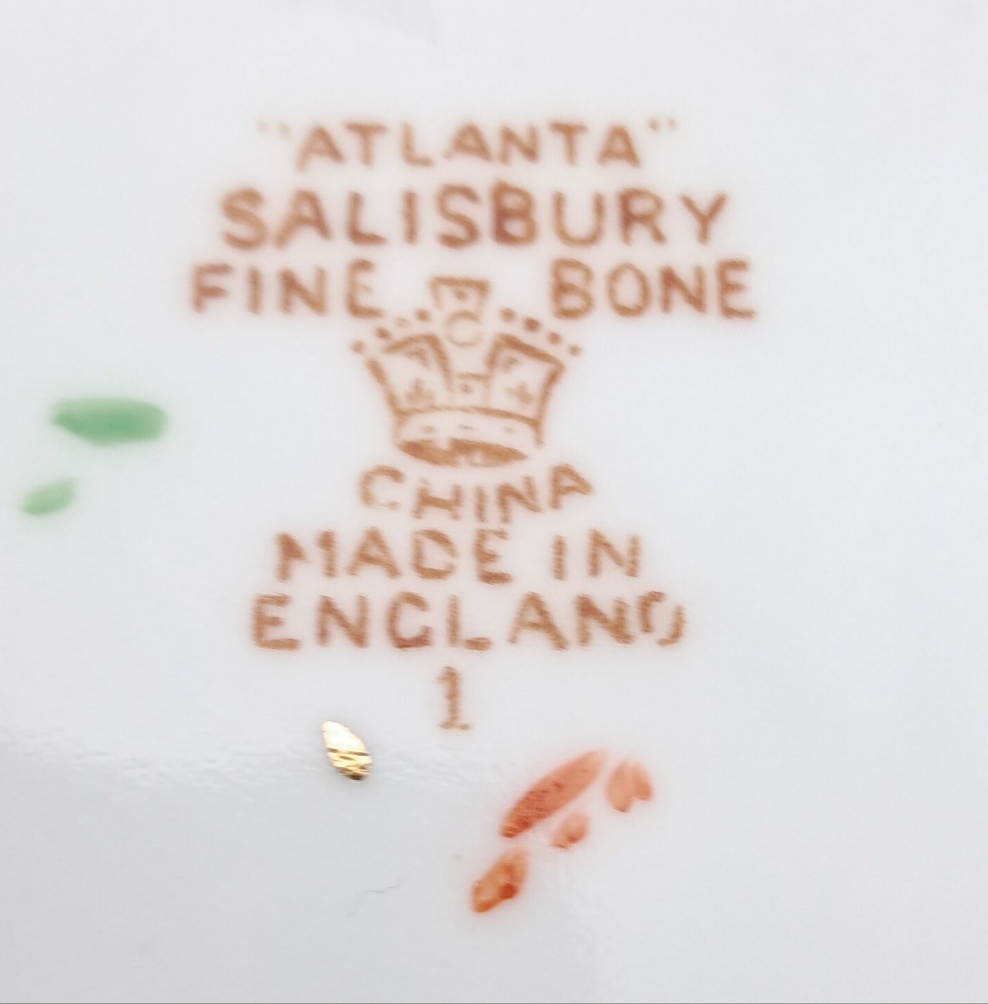 "ATLANTA"
SALISBURY
FINE BONE
CHINA
MADE IN
ENGLAND
1